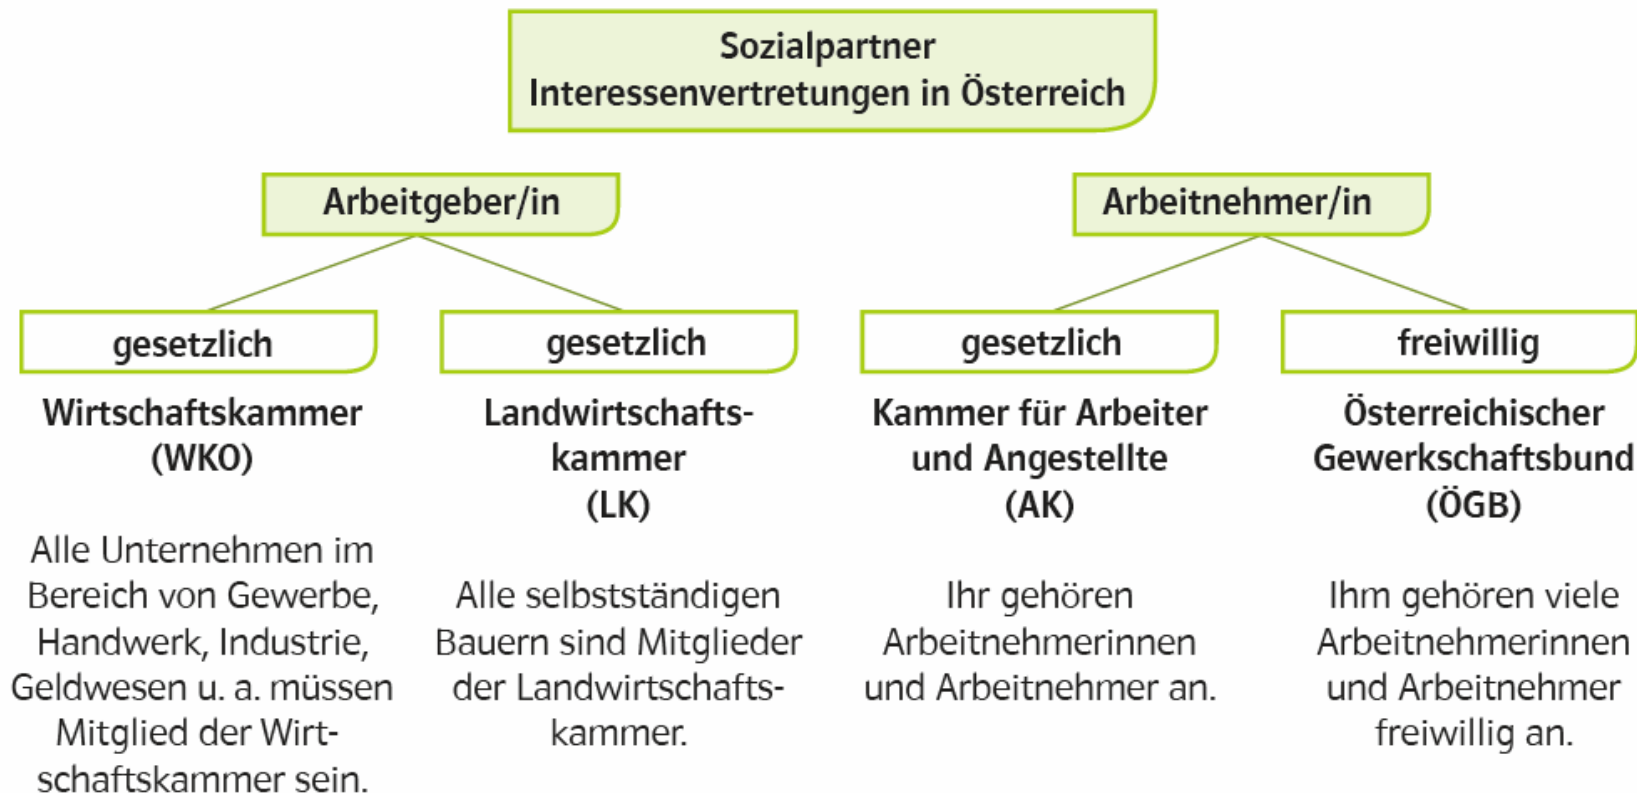 Sozialpartner
Interessenvertretungen in Österreich
Arbeitgeber/in
Arbeitnehmer/in
gesetzlich
gesetzlich
gesetzlich
freiwillig
Wirtschaftskammer
(WKO)
Alle Unternehmen im
Bereich von Gewerbe,
Handwerk, Industrie,
Geldwesen u. a. müssen
Mitglied der Wirt-
schaftskammer sein.
Landwirtschafts-
kammer
(LK)
Alle selbstständigen
Bauern sind Mitglieder
der Landwirtschafts-
kammer.
Kammer für Arbeiter
und Angestellte
(AK)
Ihr gehören
Arbeitnehmerinnen
und Arbeitnehmer an.
Österreichischer
Gewerkschaftsbund
(ÖGB)
Ihm gehören viele
Arbeitnehmerinnen
und Arbeitnehmer
freiwillig an.